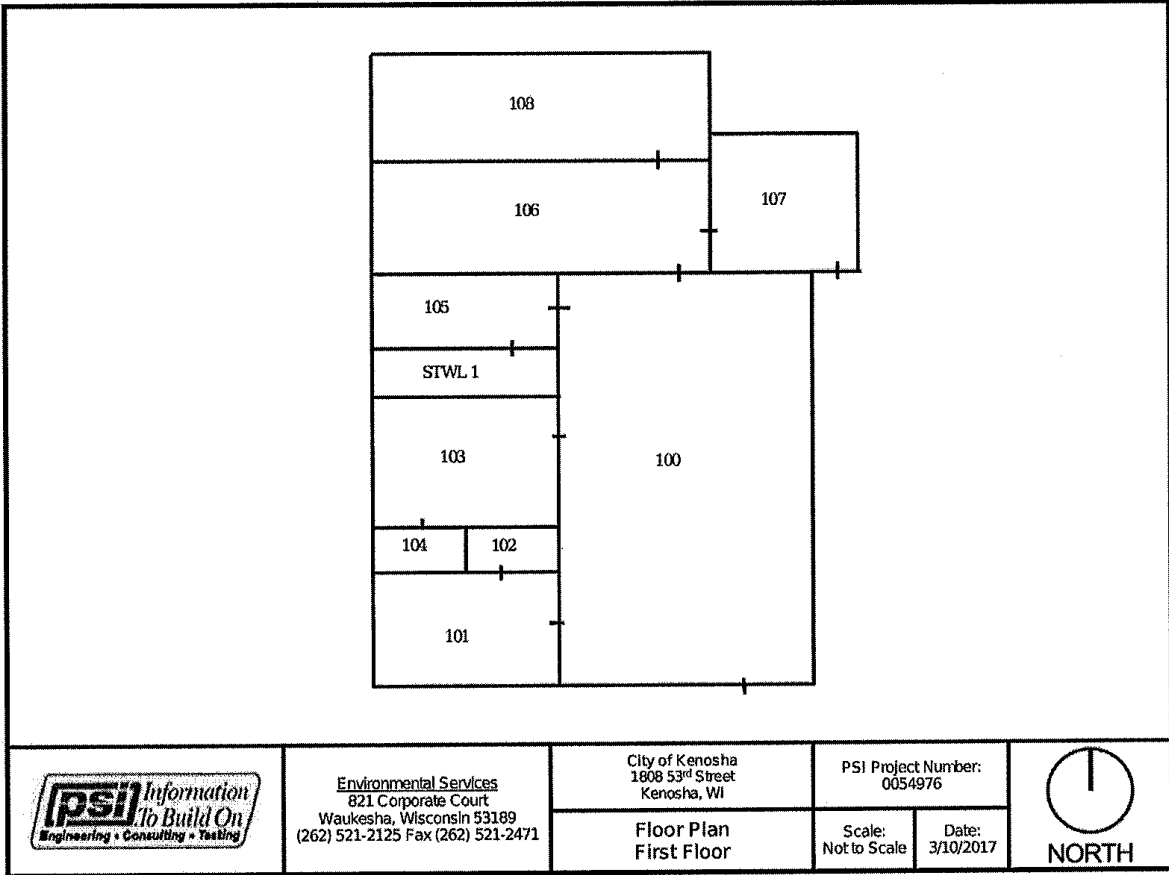 108
107
106
105
STWL 1
103
100
104
102
101
psi Information
To Build On
Engineering • Consulting • Testing
Environmental Services
821 Corporate Court
Waukesha, Wisconsin 53189
(262) 521-2125 Fax (262) 521-2471
City of Kenosha
1808 53rd Street
Kenosha, WI
Floor Plan
First Floor
PSI Project Number:
0054976
Scale:
Not to Scale
Date:
3/10/2017
NORTH